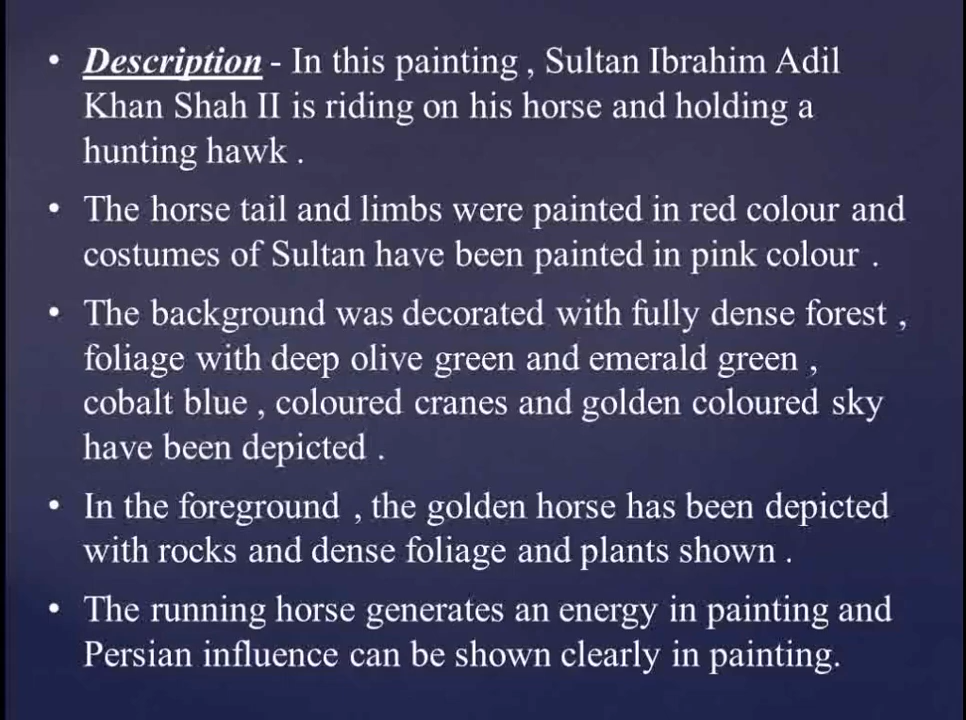 • Description - In this painting , Sultan Ibrahim Adil
Khan Shah II is riding on his horse and holding a
hunting hawk .
• The horse tail and limbs were painted in red colour and
costumes of Sultan have been painted in pink colour .
• The background was decorated with fully dense forest ,
foliage with deep olive green and emerald green ,
cobalt blue , coloured cranes and golden coloured sky
have been depicted .
• In the foreground , the golden horse has been depicted
with rocks and dense foliage and plants shown .
• The running horse generates an energy in painting and
Persian influence can be shown clearly in painting.